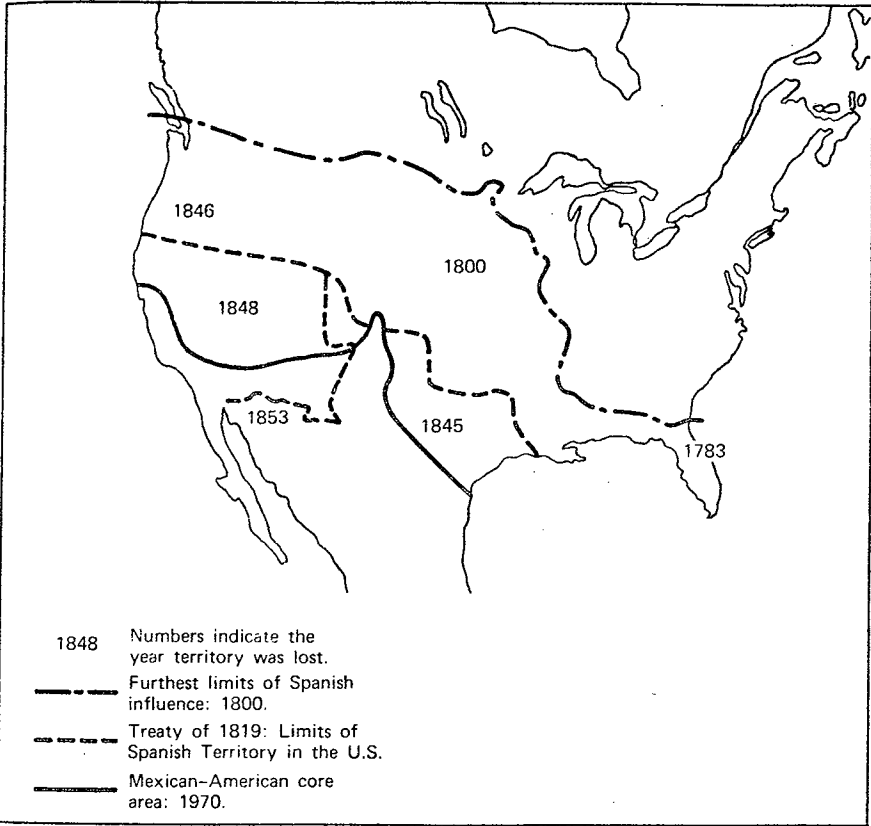 1846
1800
1848
1853
1845
1783
1848 Numbers indicate the
year territory was lost.
Furthest limits of Spanish
influence: 1800.
Treaty of 1819: Limits of
Spanish Territory in the U.S.
Mexican-American core
area: 1970.